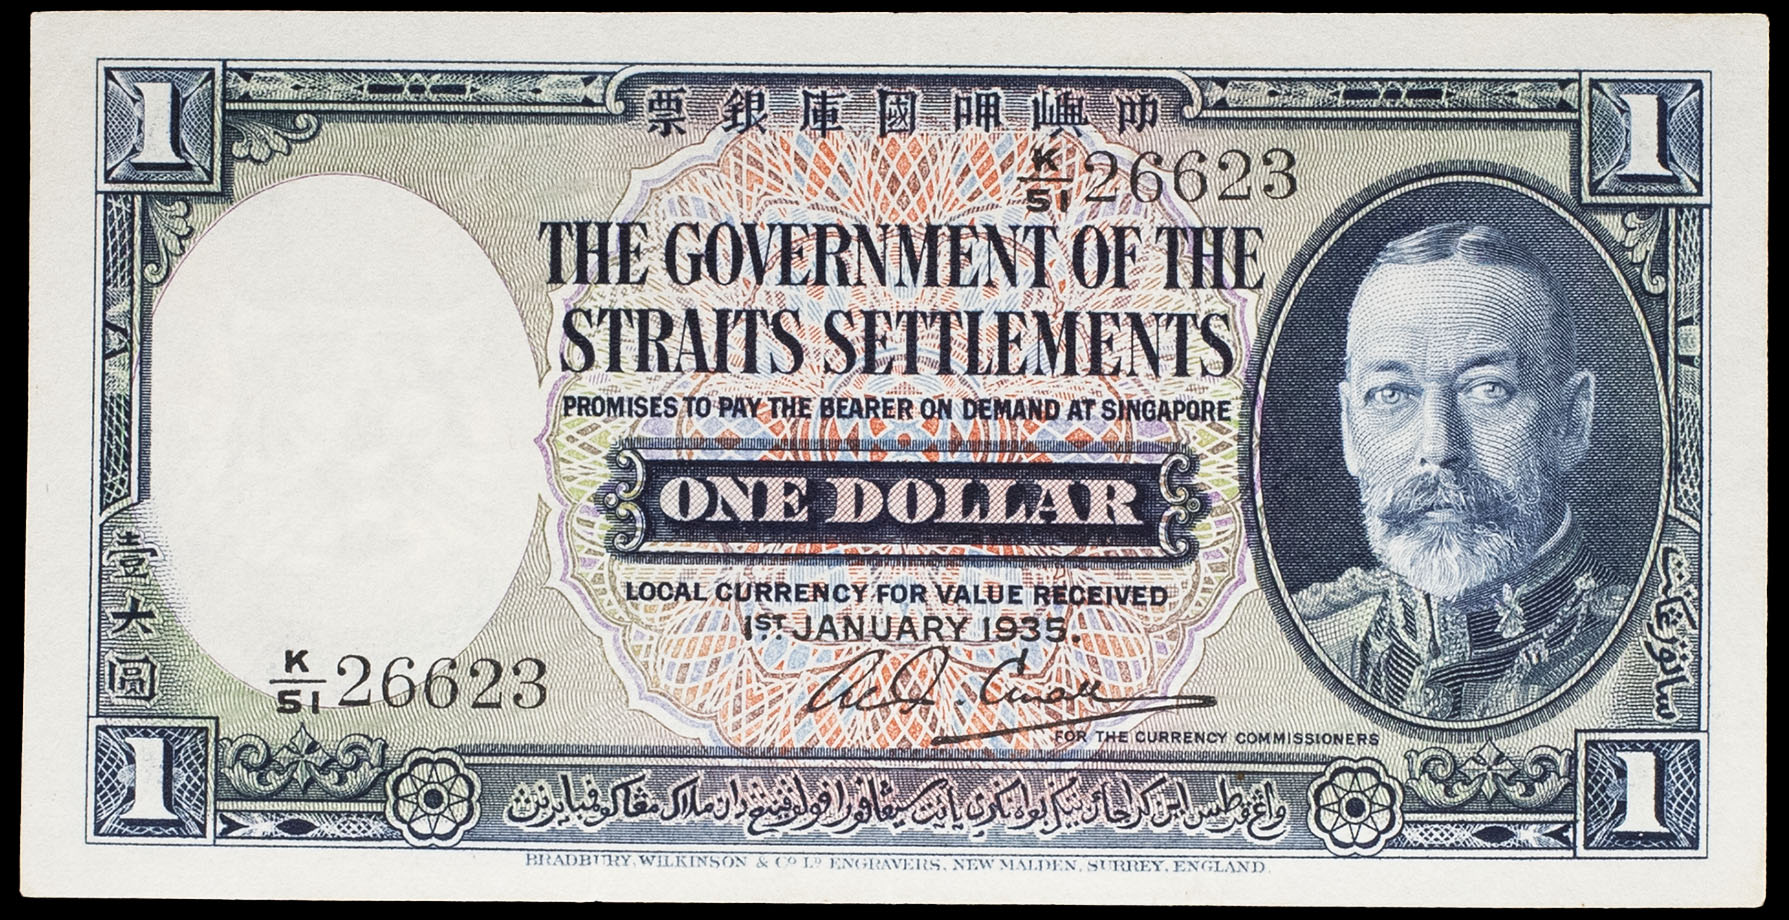 1
叻嶼呷國庫銀票
1
K/51 26623
THE GOVERNMENT OF THE
STRAITS SETTLEMENTS
PROMISES TO PAY THE BEARER ON DEMAND AT SINGAPORE
ONE DOLLAR
LOCAL CURRENCY FOR VALUE RECEIVED
1ST. JANUARY 1935.
壹大圓
K/51 26623
FOR THE CURRENCY COMMISSIONERS
1
1
BRADBURY, WILKINSON & Co Ld ENGRAVERS, NEW MALDEN, SURREY, ENGLAND.